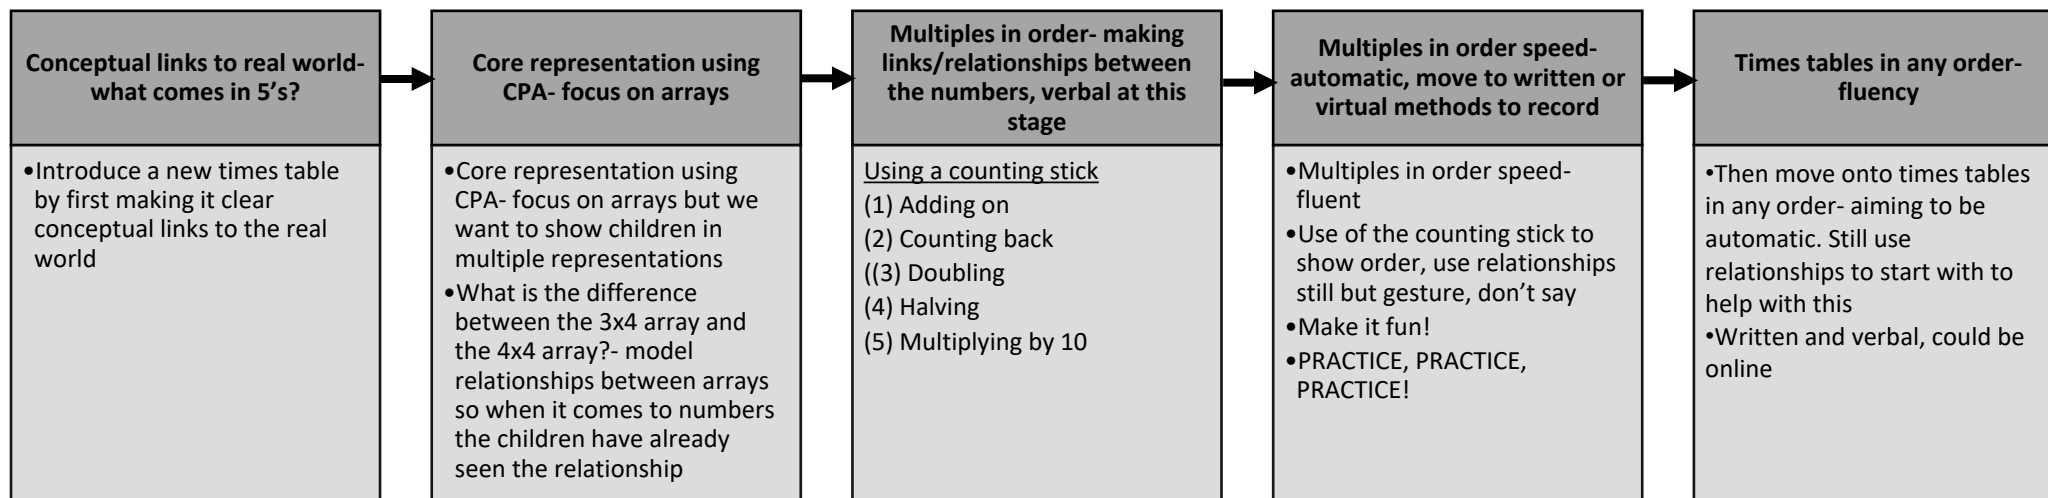 Conceptual links to real world-
what comes in 5's?
•Introduce a new times table
by first making it clear
conceptual links to the real
world
Core representation using
CPA- focus on arrays
•Core representation using
CPA- focus on arrays but we
want to show children in
multiple representations
•What is the difference
between the 3x4 array and
the 4x4 array?- model
relationships between arrays
so when it comes to numbers
the children have already
seen the relationship
Multiples in order- making
links/relationships between
the numbers, verbal at this
stage
Using a counting stick
(1) Adding on
(2) Counting back
((3) Doubling
(4) Halving
(5) Multiplying by 10
Multiples in order speed-
automatic, move to written or
virtual methods to record
•Multiples in order speed-
fluent
•Use of the counting stick to
show order, use relationships
still but gesture, don’t say
•Make it fun!
•PRACTICE, PRACTICE,
PRACTICE!
Times tables in any order-
fluency
•Then move onto times tables
in any order- aiming to be
automatic. Still use
relationships to start with to
help with this
•Written and verbal, could be
online